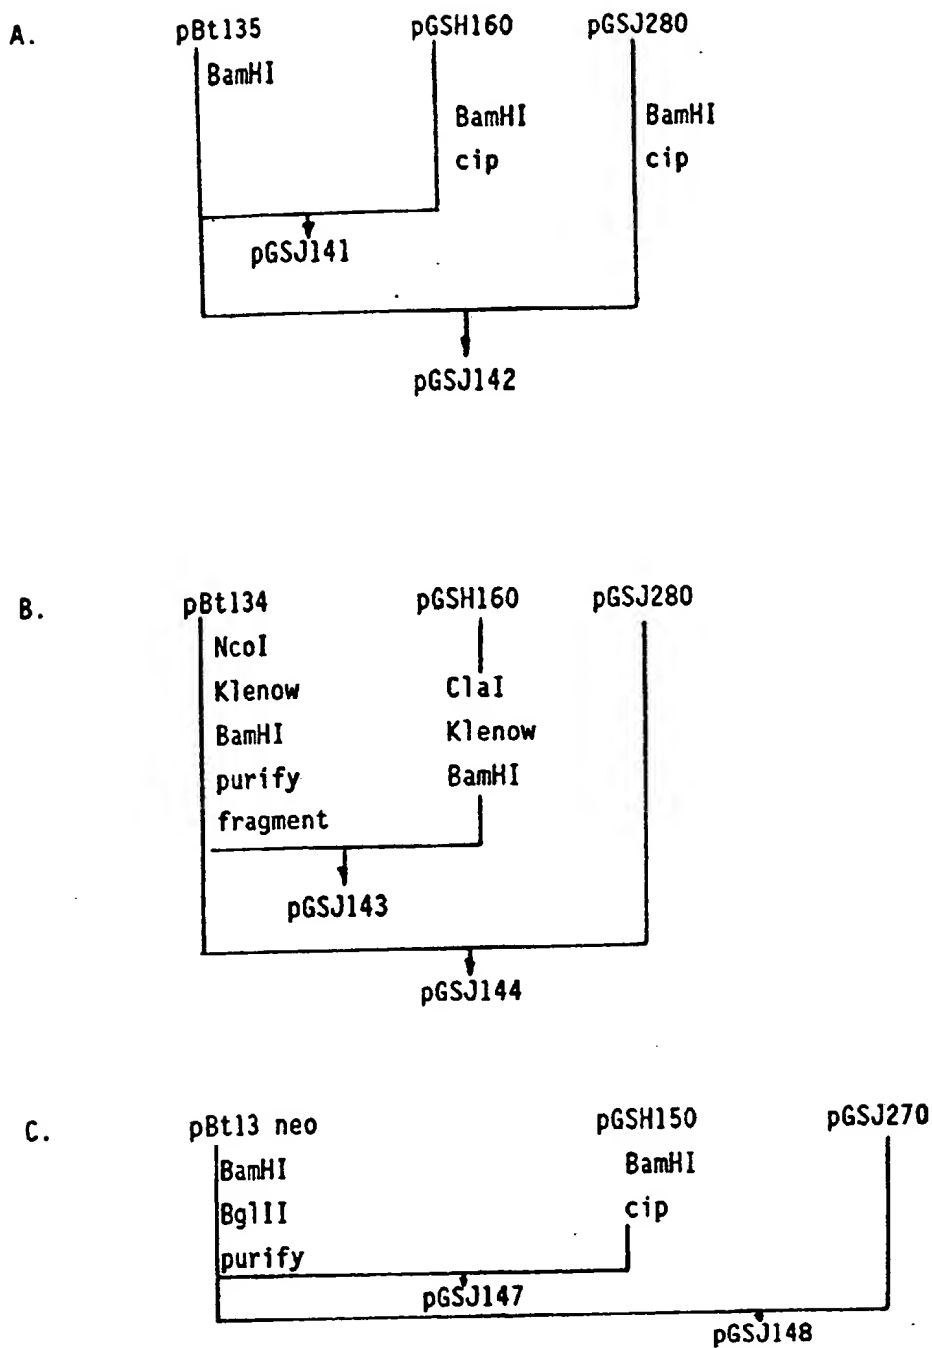 A.
pBt135 pGSH160 pGSJ280
BamHI
BamHI BamHI
cip cip
pGSJ141
pGSJ142
B.
pBt134 pGSH160 pGSJ280
NcoI
Klenow ClaI
BamHI Klenow
purify BamHI
fragment
pGSJ143
pGSJ144
C.
pBt13 neo pGSH150 pGSJ270
BamHI BamHI
BglII cip
purify
pGSJ147
pGSJ148